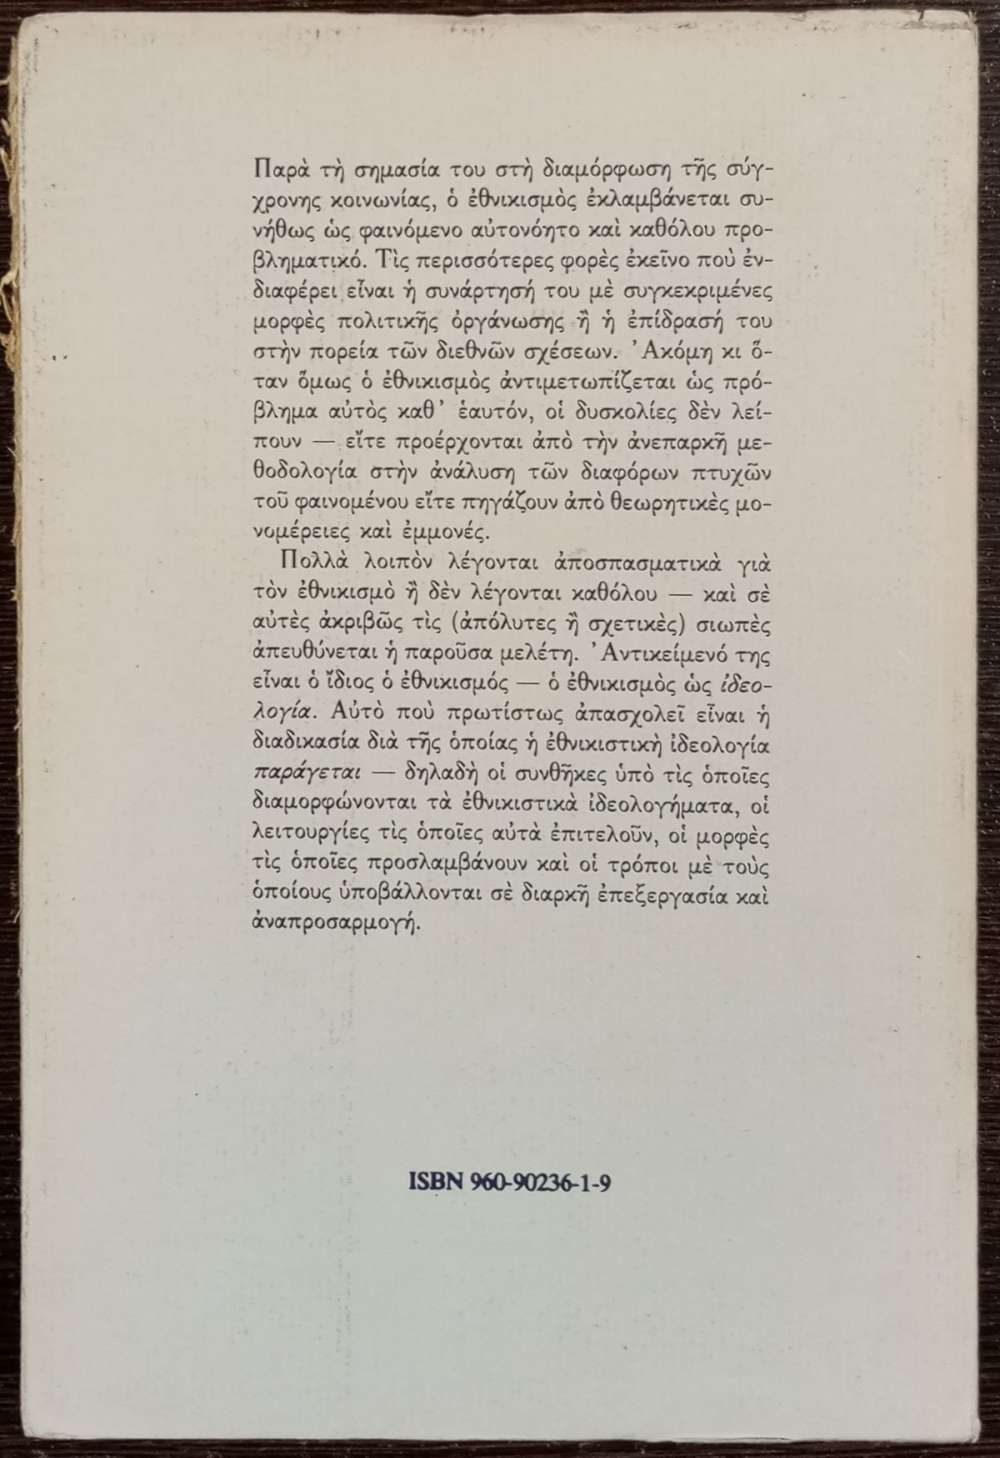 Παρὰ τὴ σημασία του στὴ διαμόρφωση τῆς σύγ-
χρονης κοινωνίας, ὁ ἐθνικισμὸς ἐκλαμβάνεται συ-
νήθως ὡς φαινόμενο αὐτονόητο καὶ καθόλου προ-
βληματικό. Τὶς περισσότερες φορὲς ἐκεῖνο ποὺ ἐν-
διαφέρει εἶναι ἡ συνάρτησή του μὲ συγκεκριμένες
μορφὲς πολιτικῆς ὀργάνωσης ἢ ἡ ἐπίδρασή του
στὴν πορεία τῶν διεθνῶν σχέσεων. Ἀκόμη κι ὅ-
ταν ὅμως ὁ ἐθνικισμὸς ἀντιμετωπίζεται ὡς πρό-
βλημα αὐτὸς καθ’ ἑαυτόν, οἱ δυσκολίες δὲν λεί-
πουν — εἴτε προέρχονται ἀπὸ τὴν ἀνεπαρκῆ με-
θοδολογία στὴν ἀνάλυση τῶν διαφόρων πτυχῶν
τοῦ φαινομένου εἴτε πηγάζουν ἀπὸ θεωρητικὲς μο-
νομέρειες καὶ ἐμμονές.
Πολλὰ λοιπὸν λέγονται ἀποσπασματικὰ γιὰ
τὸν ἐθνικισμὸ ἢ δὲν λέγονται καθόλου — καὶ σὲ
αὐτὲς ἀκριβῶς τὶς (ἀπόλυτες ἢ σχετικὲς) σιωπὲς
ἀπευθύνεται ἡ παροῦσα μελέτη. Ἀντικείμενό της
εἶναι ὁ ἴδιος ὁ ἐθνικισμός — ὁ ἐθνικισμὸς ὡς ἰδεο-
λογία. Αὐτὸ ποὺ πρωτίστως ἀπασχολεῖ εἶναι ἡ
διαδικασία διὰ τῆς ὁποίας ἡ ἐθνικιστικὴ ἰδεολογία
παράγεται — δηλαδὴ οἱ συνθῆκες ὑπὸ τὶς ὁποῖες
διαμορφώνονται τὰ ἐθνικιστικὰ ἰδεολογήματα, οἱ
λειτουργίες τὶς ὁποῖες αὐτὰ ἐπιτελοῦν, οἱ μορφὲς
τὶς ὁποῖες προσλαμβάνουν καὶ οἱ τρόποι μὲ τοὺς
ὁποίους ὑποβάλλονται σὲ διαρκῆ ἐπεξεργασία καὶ
ἀναπροσαρμογή.
ISBN 960-90236-1-9